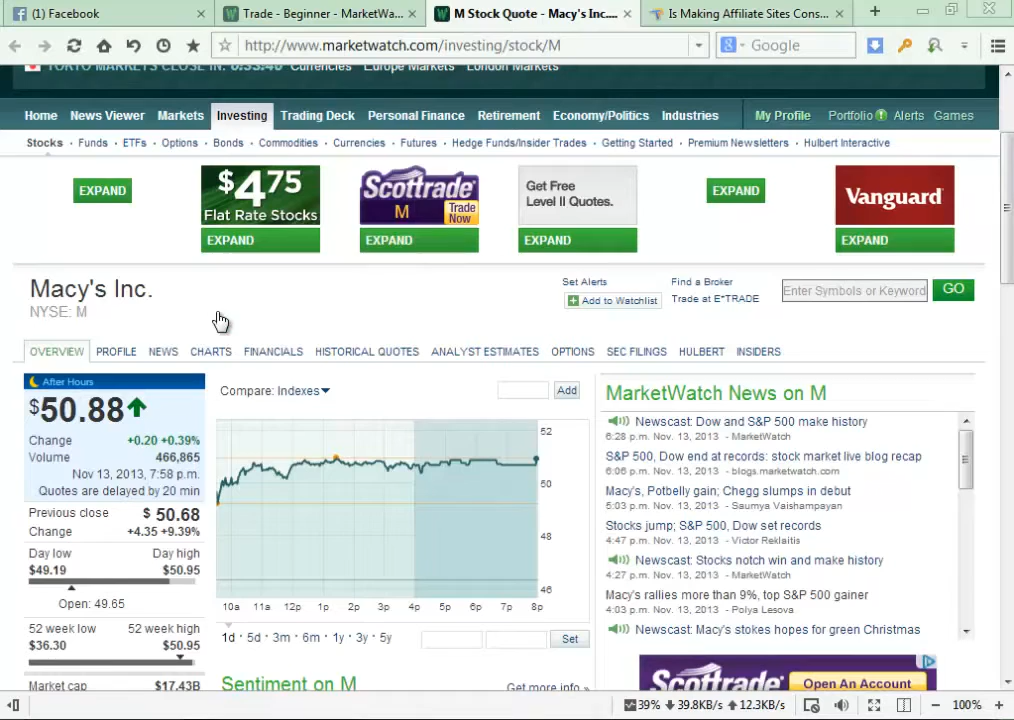 Facebook
Trade - Beginner - MarketWa...
M Stock Quote - Macy's Inc....
Is Making Affiliate Sites Cons...
http://www.marketwatch.com/investing/stock/M
Google
TOKYO MARKETS CLOSE IN: Currencies Europe Markets London Markets
Home News Viewer Markets Investing Trading Deck Personal Finance Retirement Economy/Politics Industries My Profile Portfolio Alerts Games
Stocks · Funds · ETFs · Options · Bonds · Commodities · Currencies · Futures · Hedge Funds/Insider Trades · Getting Started · Premium Newsletters · Hulbert Interactive
EXPAND
$4.75
Flat Rate Stocks
EXPAND
Scottrade
M
Trade Now
EXPAND
Get Free
Level II Quotes.
EXPAND
EXPAND
Vanguard
EXPAND
Macy's Inc.
NYSE: M
Set Alerts
Add to Watchlist
Find a Broker
Trade at E*TRADE
Enter Symbols or Keyword
GO
OVERVIEW PROFILE NEWS CHARTS FINANCIALS HISTORICAL QUOTES ANALYST ESTIMATES OPTIONS SEC FILINGS HULBERT INSIDERS
After Hours
$50.88
Change +0.20 +0.39%
Volume 466,865
Nov 13, 2013, 7:58 p.m.
Quotes are delayed by 20 min
Previous close $ 50.68
Change +4.35 +9.39%
Day low Day high
$49.19 $50.95
Open: 49.65
52 week low 52 week high
$36.30 $50.95
Market cap $17.43B
Compare: Indexes
Add
52
50
48
46
10a 11a 12p 1p 2p 3p 4p 5p 6p 7p 8p
1d · 5d · 3m · 6m · 1y · 3y · 5y
Set
Sentiment on M
Get more info »
MarketWatch News on M
Newscast: Dow and S&P 500 make history
6:28 p.m. Nov. 13, 2013 - MarketWatch
S&P 500, Dow end at records: stock market live blog recap
6:06 p.m. Nov. 13, 2013 - blogs.marketwatch.com
Macy's, Potbelly gain; Chegg slumps in debut
5:03 p.m. Nov. 13, 2013 - Saumya Vaishampayan
Stocks jump; S&P 500, Dow set records
4:47 p.m. Nov. 13, 2013 - Victor Reklaitis
Newscast: Stocks notch win and make history
4:27 p.m. Nov. 13, 2013 - MarketWatch
Macy's rallies more than 9%, top S&P 500 gainer
4:03 p.m. Nov. 13, 2013 - Polya Lesova
Newscast: Macy's stokes hopes for green Christmas
Scottrade
Open An Account
39% 39.8KB/s 12.3KB/s
100%